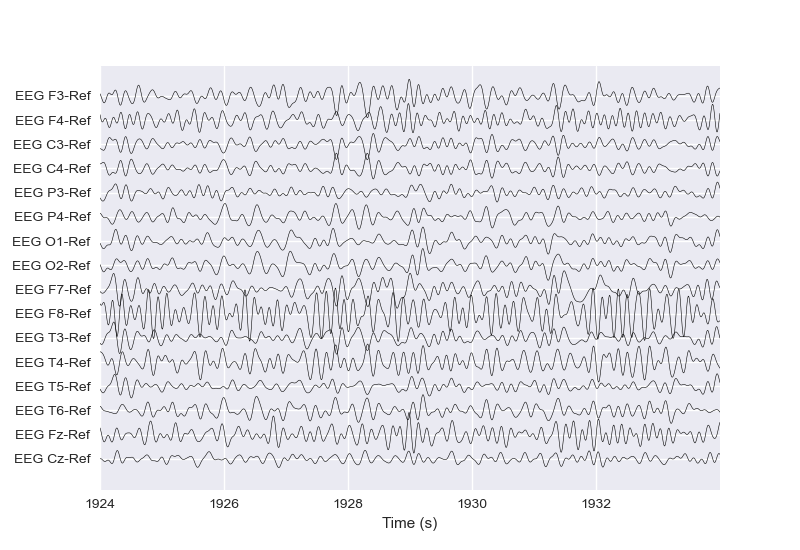 EEG F3-Ref
EEG F4-Ref
EEG C3-Ref
EEG C4-Ref
EEG P3-Ref
EEG P4-Ref
EEG O1-Ref
EEG O2-Ref
EEG F7-Ref
EEG F8-Ref
EEG T3-Ref
EEG T4-Ref
EEG T5-Ref
EEG T6-Ref
EEG Fz-Ref
EEG Cz-Ref
1924 1926 1928 1930 1932
Time (s)